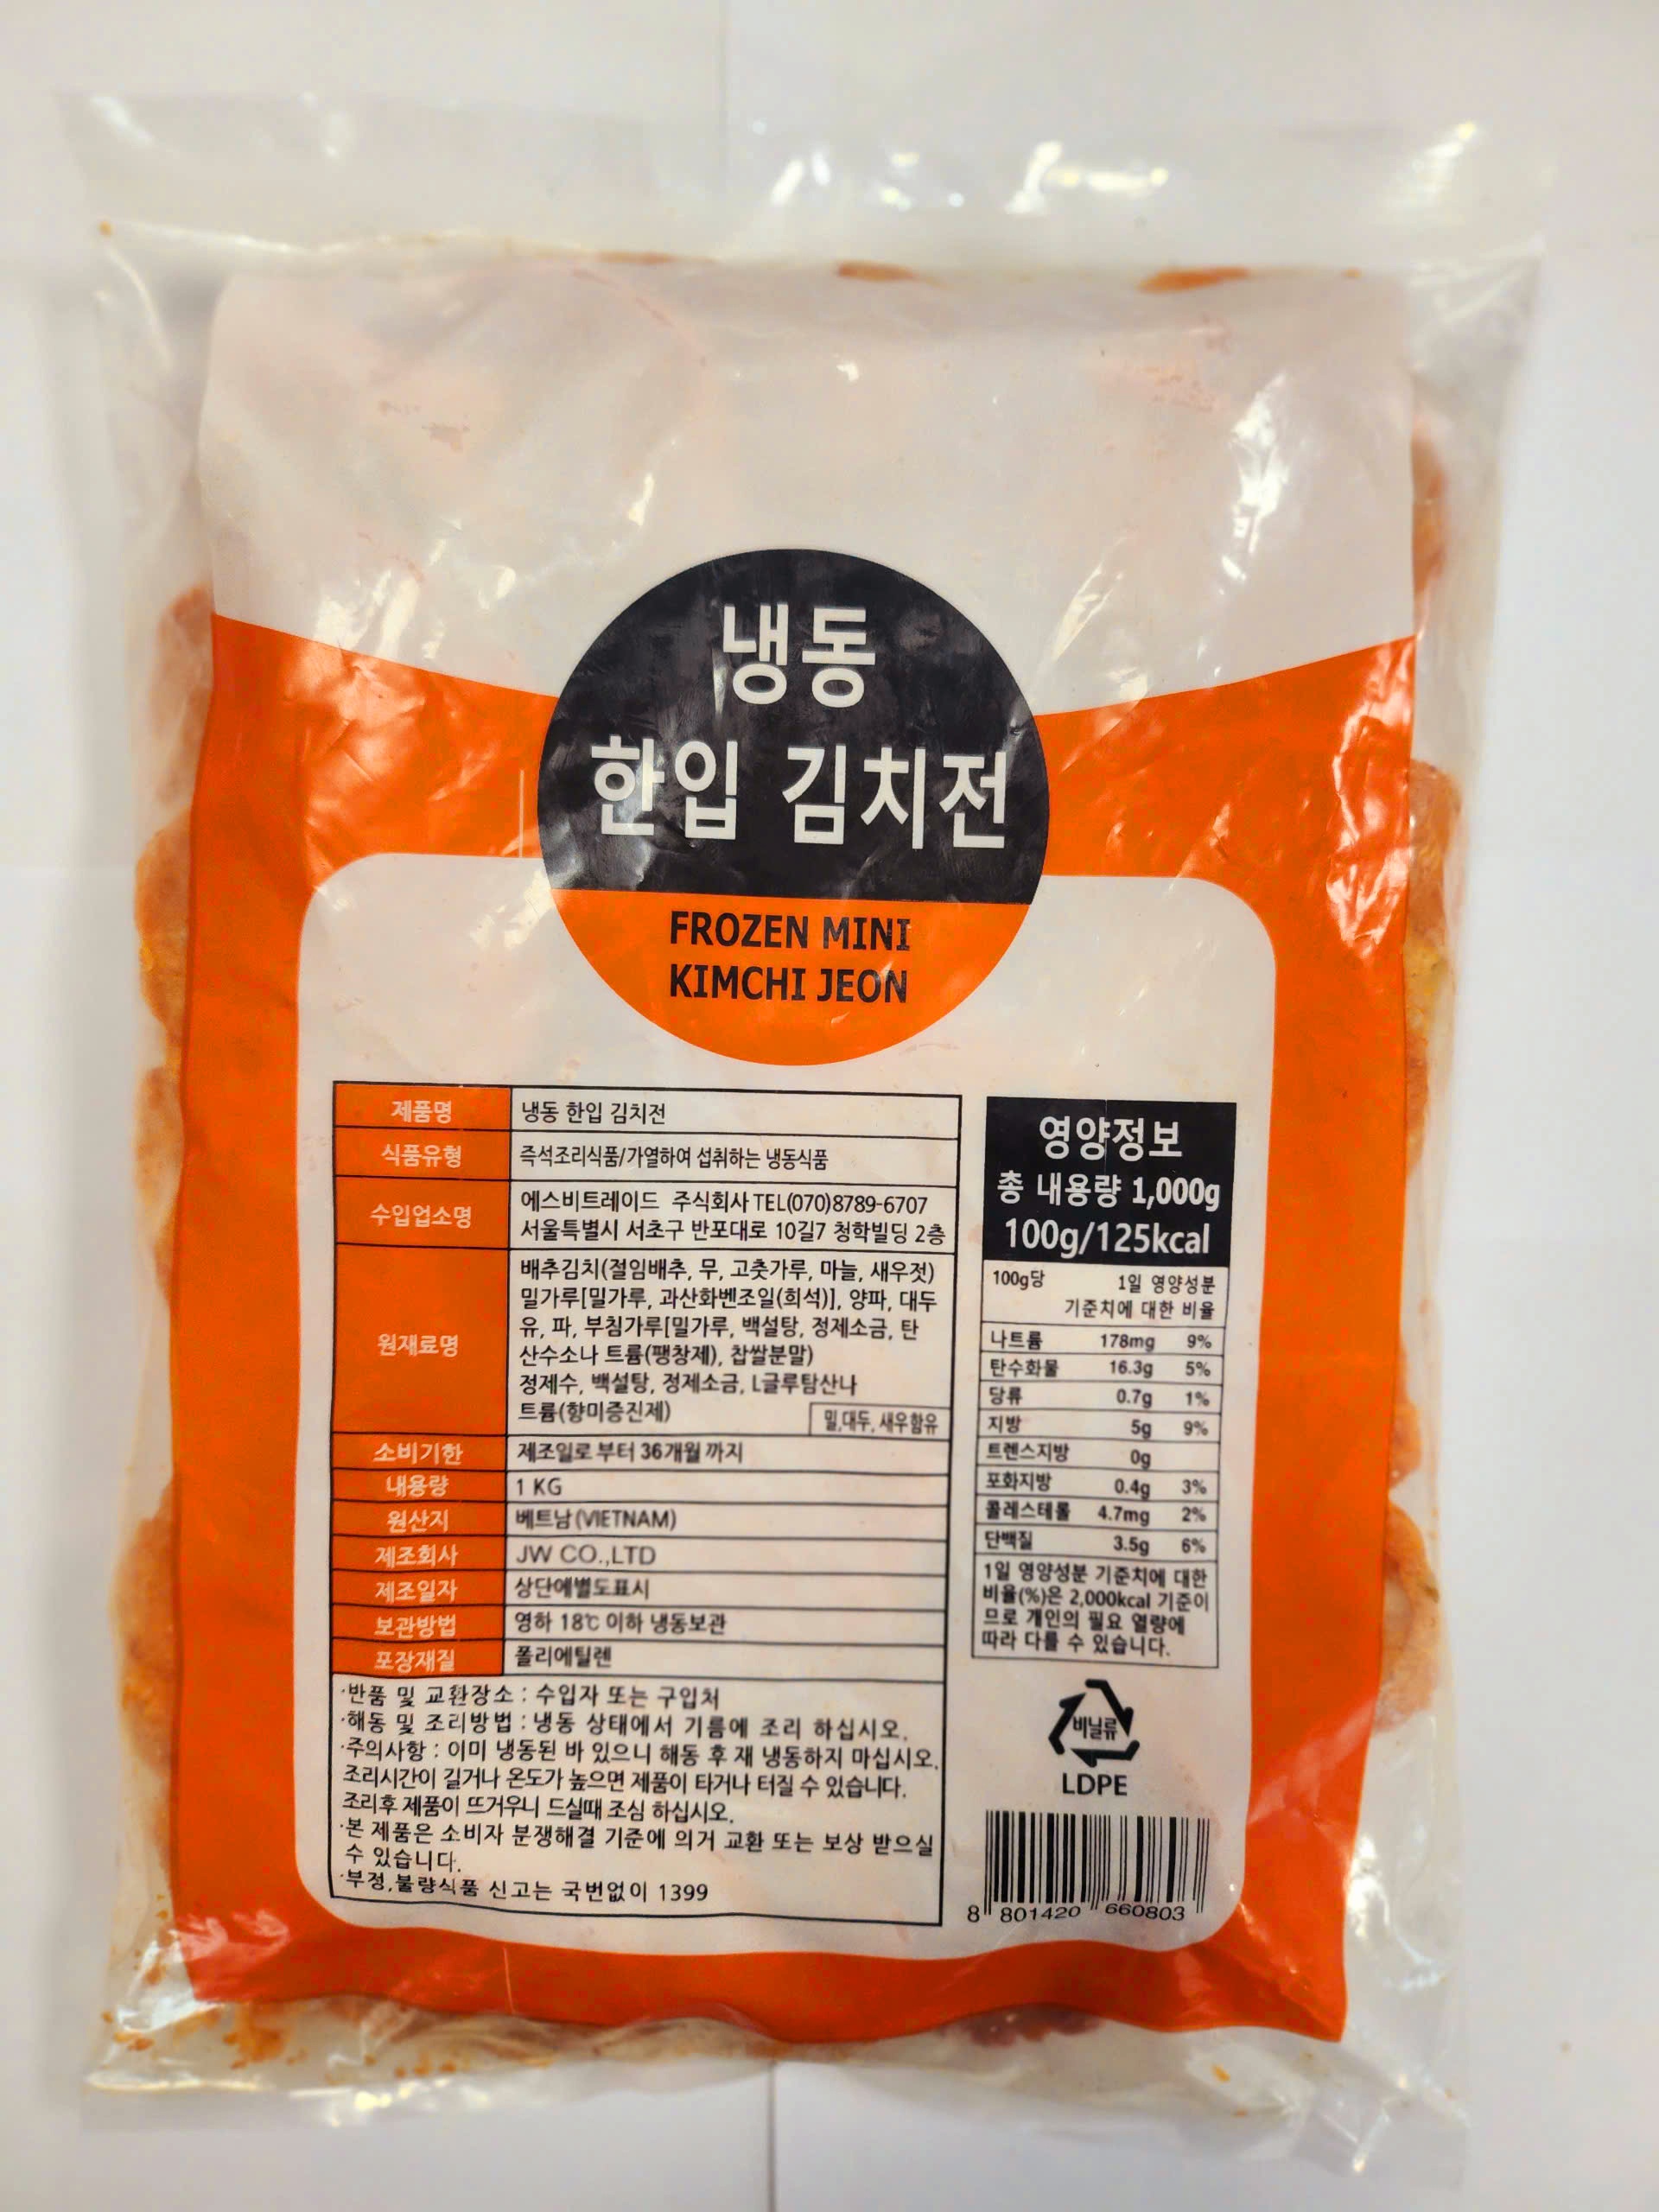 냉동
한입 김치전
FROZEN MINI
KIMCHI JEON
제품명 냉동 한입 김치전
식품유형 즉석조리식품/가열하여 섭취하는 냉동식품
수입업소명 에스비트레이드 주식회사 TEL(070)8789-6707
서울특별시 서초구 반포대로 10길7 청학빌딩 2층
원재료명 배추김치(절임배추, 무, 고춧가루, 마늘, 새우젓)
밀가루[밀가루, 과산화벤조일(희석)], 양파, 대두
유, 파, 부침가루[밀가루, 백설탕, 정제소금, 탄
산수소나 트륨(팽창제), 찹쌀분말)
정제수, 백설탕, 정제소금, L글루탐산나
트륨(향미증진제)
밀,대두, 새우함유
소비기한 제조일로 부터 36개월 까지
내용량 1 KG
원산지 베트남 (VIETNAM)
제조회사 JW CO.,LTD
제조일자 상단에별도표시
보관방법 영하 18℃ 이하 냉동보관
포장재질 폴리에틸렌
·반품 및 교환장소 : 수입자 또는 구입처
·해동 및 조리방법 : 냉동 상태에서 기름에 조리 하십시오.
·주의사항 : 이미 냉동된 바 있으니 해동 후 재 냉동하지 마십시오.
조리시간이 길거나 온도가 높으면 제품이 타거나 터질 수 있습니다.
조리후 제품이 뜨거우니 드실때 조심 하십시오.
·본 제품은 소비자 분쟁해결 기준에 의거 교환 또는 보상 받으실
수 있습니다.
·부정,불량식품 신고는 국번없이 1399
영양정보
총 내용량 1,000g
100g/125kcal
100g당 1일 영양성분
기준치에 대한 비율
나트륨 178mg 9%
탄수화물 16.3g 5%
당류 0.7g 1%
지방 5g 9%
트렌스지방 0g
포화지방 0.4g 3%
콜레스테롤 4.7mg 2%
단백질 3.5g 6%
1일 영양성분 기준치에 대한
비율(%)은 2,000kcal 기준이
므로 개인의 필요 열량에
따라 다를 수 있습니다.
비닐류
LDPE
8 801420 660803